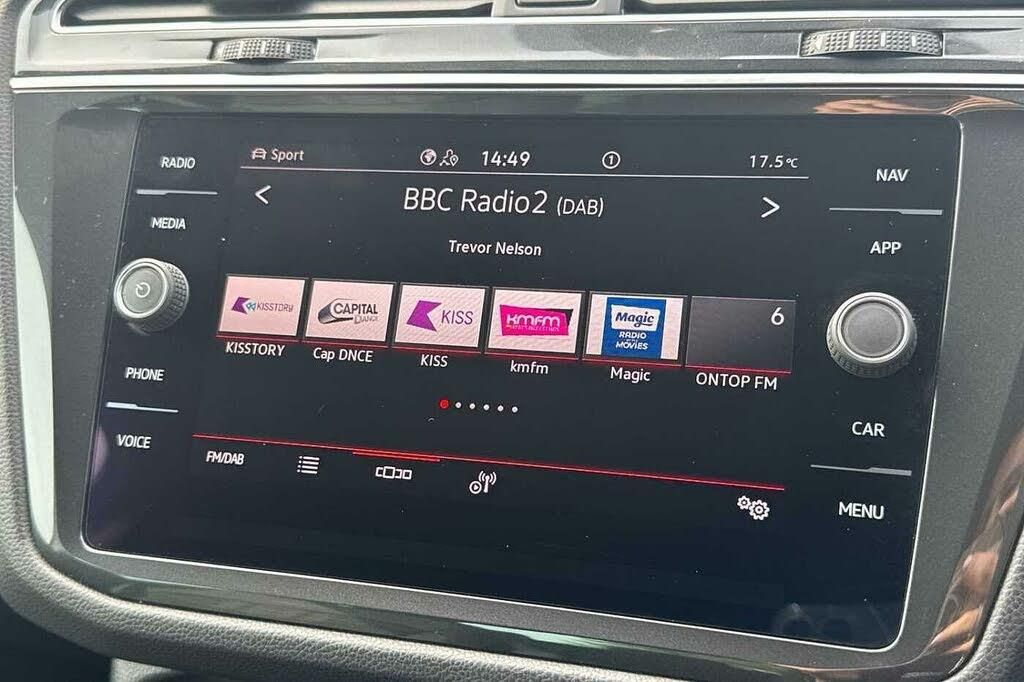 RADIO
MEDIA
PHONE
VOICE
Sport
14:49
1
17.5°C
BBC Radio2 (DAB)
Trevor Nelson
KISSTORY
CAPITAL
DANCE
KISS
kmfm
Magic
RADIO
MOVIES
6
KISSTORY
Cap DNCE
KISS
kmfm
Magic
ONTOP FM
FM/DAB
NAV
APP
CAR
MENU